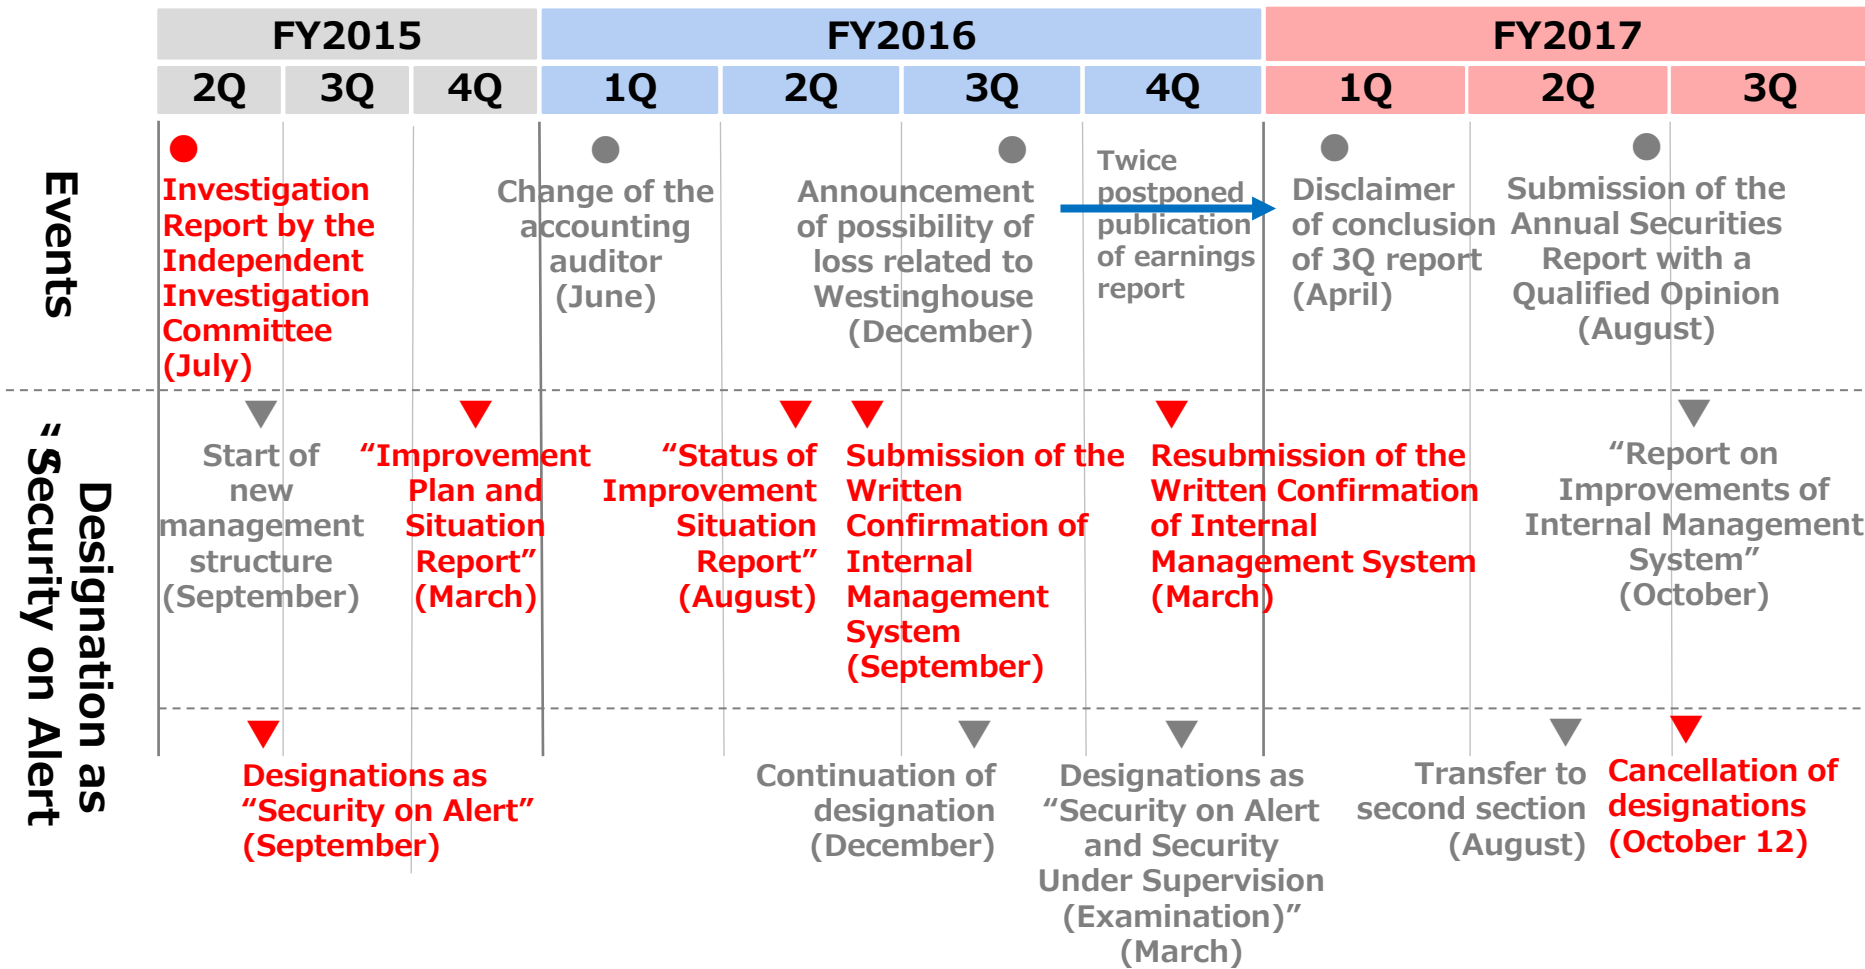 FY2015
FY2016
FY2017
2Q
3Q
4Q
1Q
2Q
3Q
4Q
1Q
2Q
3Q
Events
Investigation
Report by the
Independent
Investigation
Committee
(July)
Change of the
accounting
auditor
(June)
Announcement
of possibility of
loss related to
Westinghouse
(December)
Twice
postponed
publication
of earnings
report
Disclaimer
of conclusion
of 3Q report
(April)
Submission of the
Annual Securities
Report with a
Qualified Opinion
(August)
Designation as
“Security on Alert”
Start of
new
management
structure
(September)
“Improvement
Plan and
Situation
Report”
(March)
“Status of
Improvement
Situation
Report”
(August)
Submission of the
Written
Confirmation of
Internal
Management
System
(September)
Resubmission of the
Written Confirmation
of Internal
Management System
(March)
“Report on
Improvements of
Internal Management
System”
(October)
Designations as
“Security on Alert”
(September)
Continuation of
designation
(December)
Designations as
“Security on Alert
and Security
Under Supervision
(Examination)”
(March)
Transfer to
second section
(August)
Cancellation of
designations
(October 12)